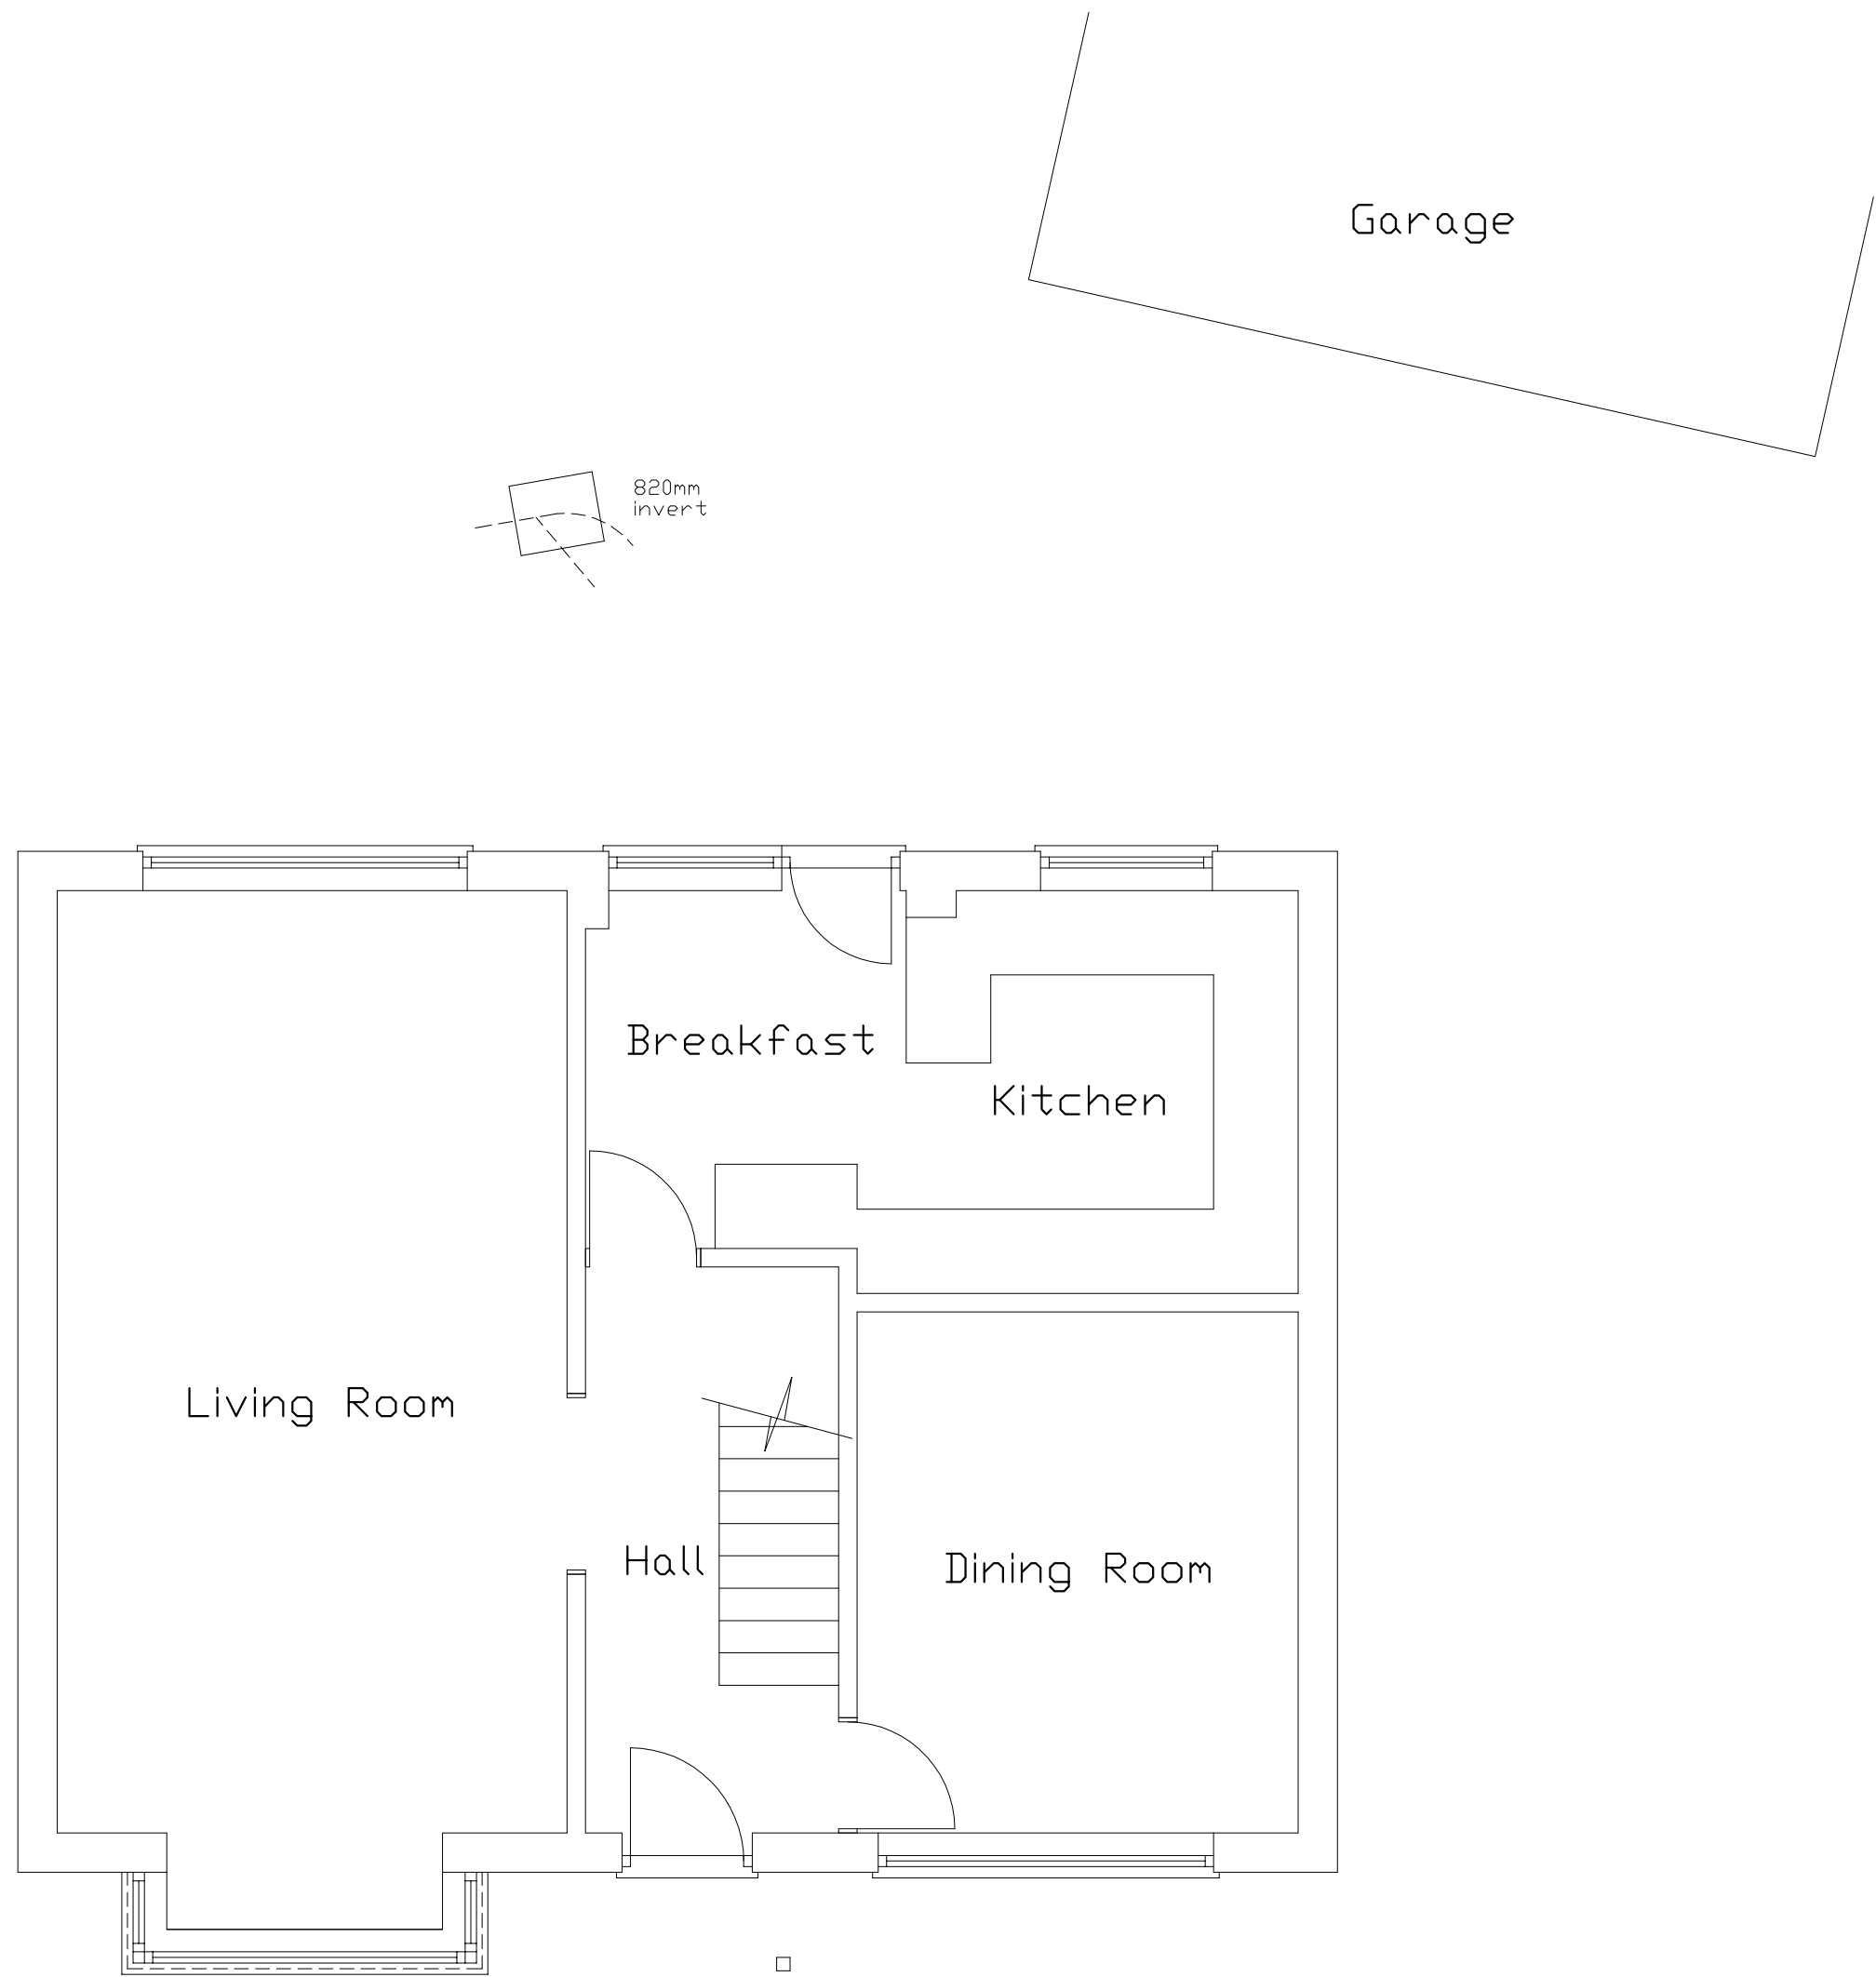 Garage
820mm
invert
Breakfast
Kitchen
Living Room
Hall
Dining Room